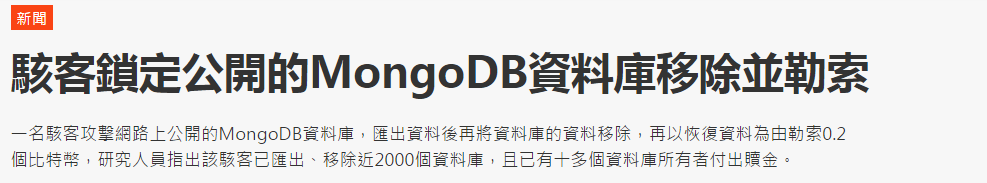 新聞
駭客鎖定公開的MongoDB資料庫移除並勒索
一名駭客攻擊網路上公開的MongoDB資料庫，匯出資料後再將資料庫的資料移除，再以恢復資料為由勒索0.2
個比特幣，研究人員指出該駭客已匯出、移除近2000個資料庫，且已有十多個資料庫所有者付出贖金。